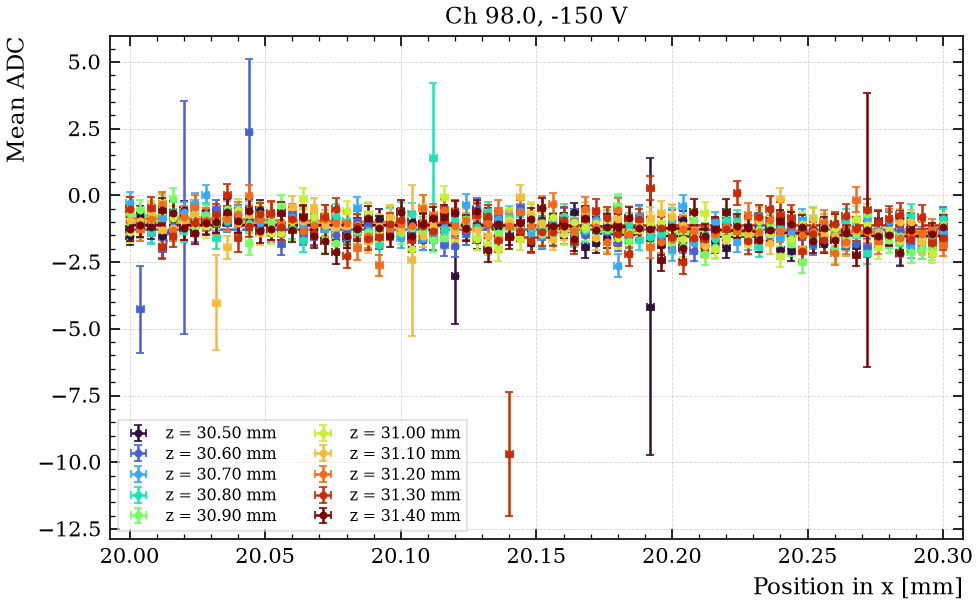 Ch 98.0, -150 V
Mean ADC
5.0
2.5
0.0
−2.5
−5.0
−7.5
−10.0
−12.5
z = 30.50 mm
z = 30.60 mm
z = 30.70 mm
z = 30.80 mm
z = 30.90 mm
z = 31.00 mm
z = 31.10 mm
z = 31.20 mm
z = 31.30 mm
z = 31.40 mm
20.00 20.05 20.10 20.15 20.20 20.25 20.30
Position in x [mm]